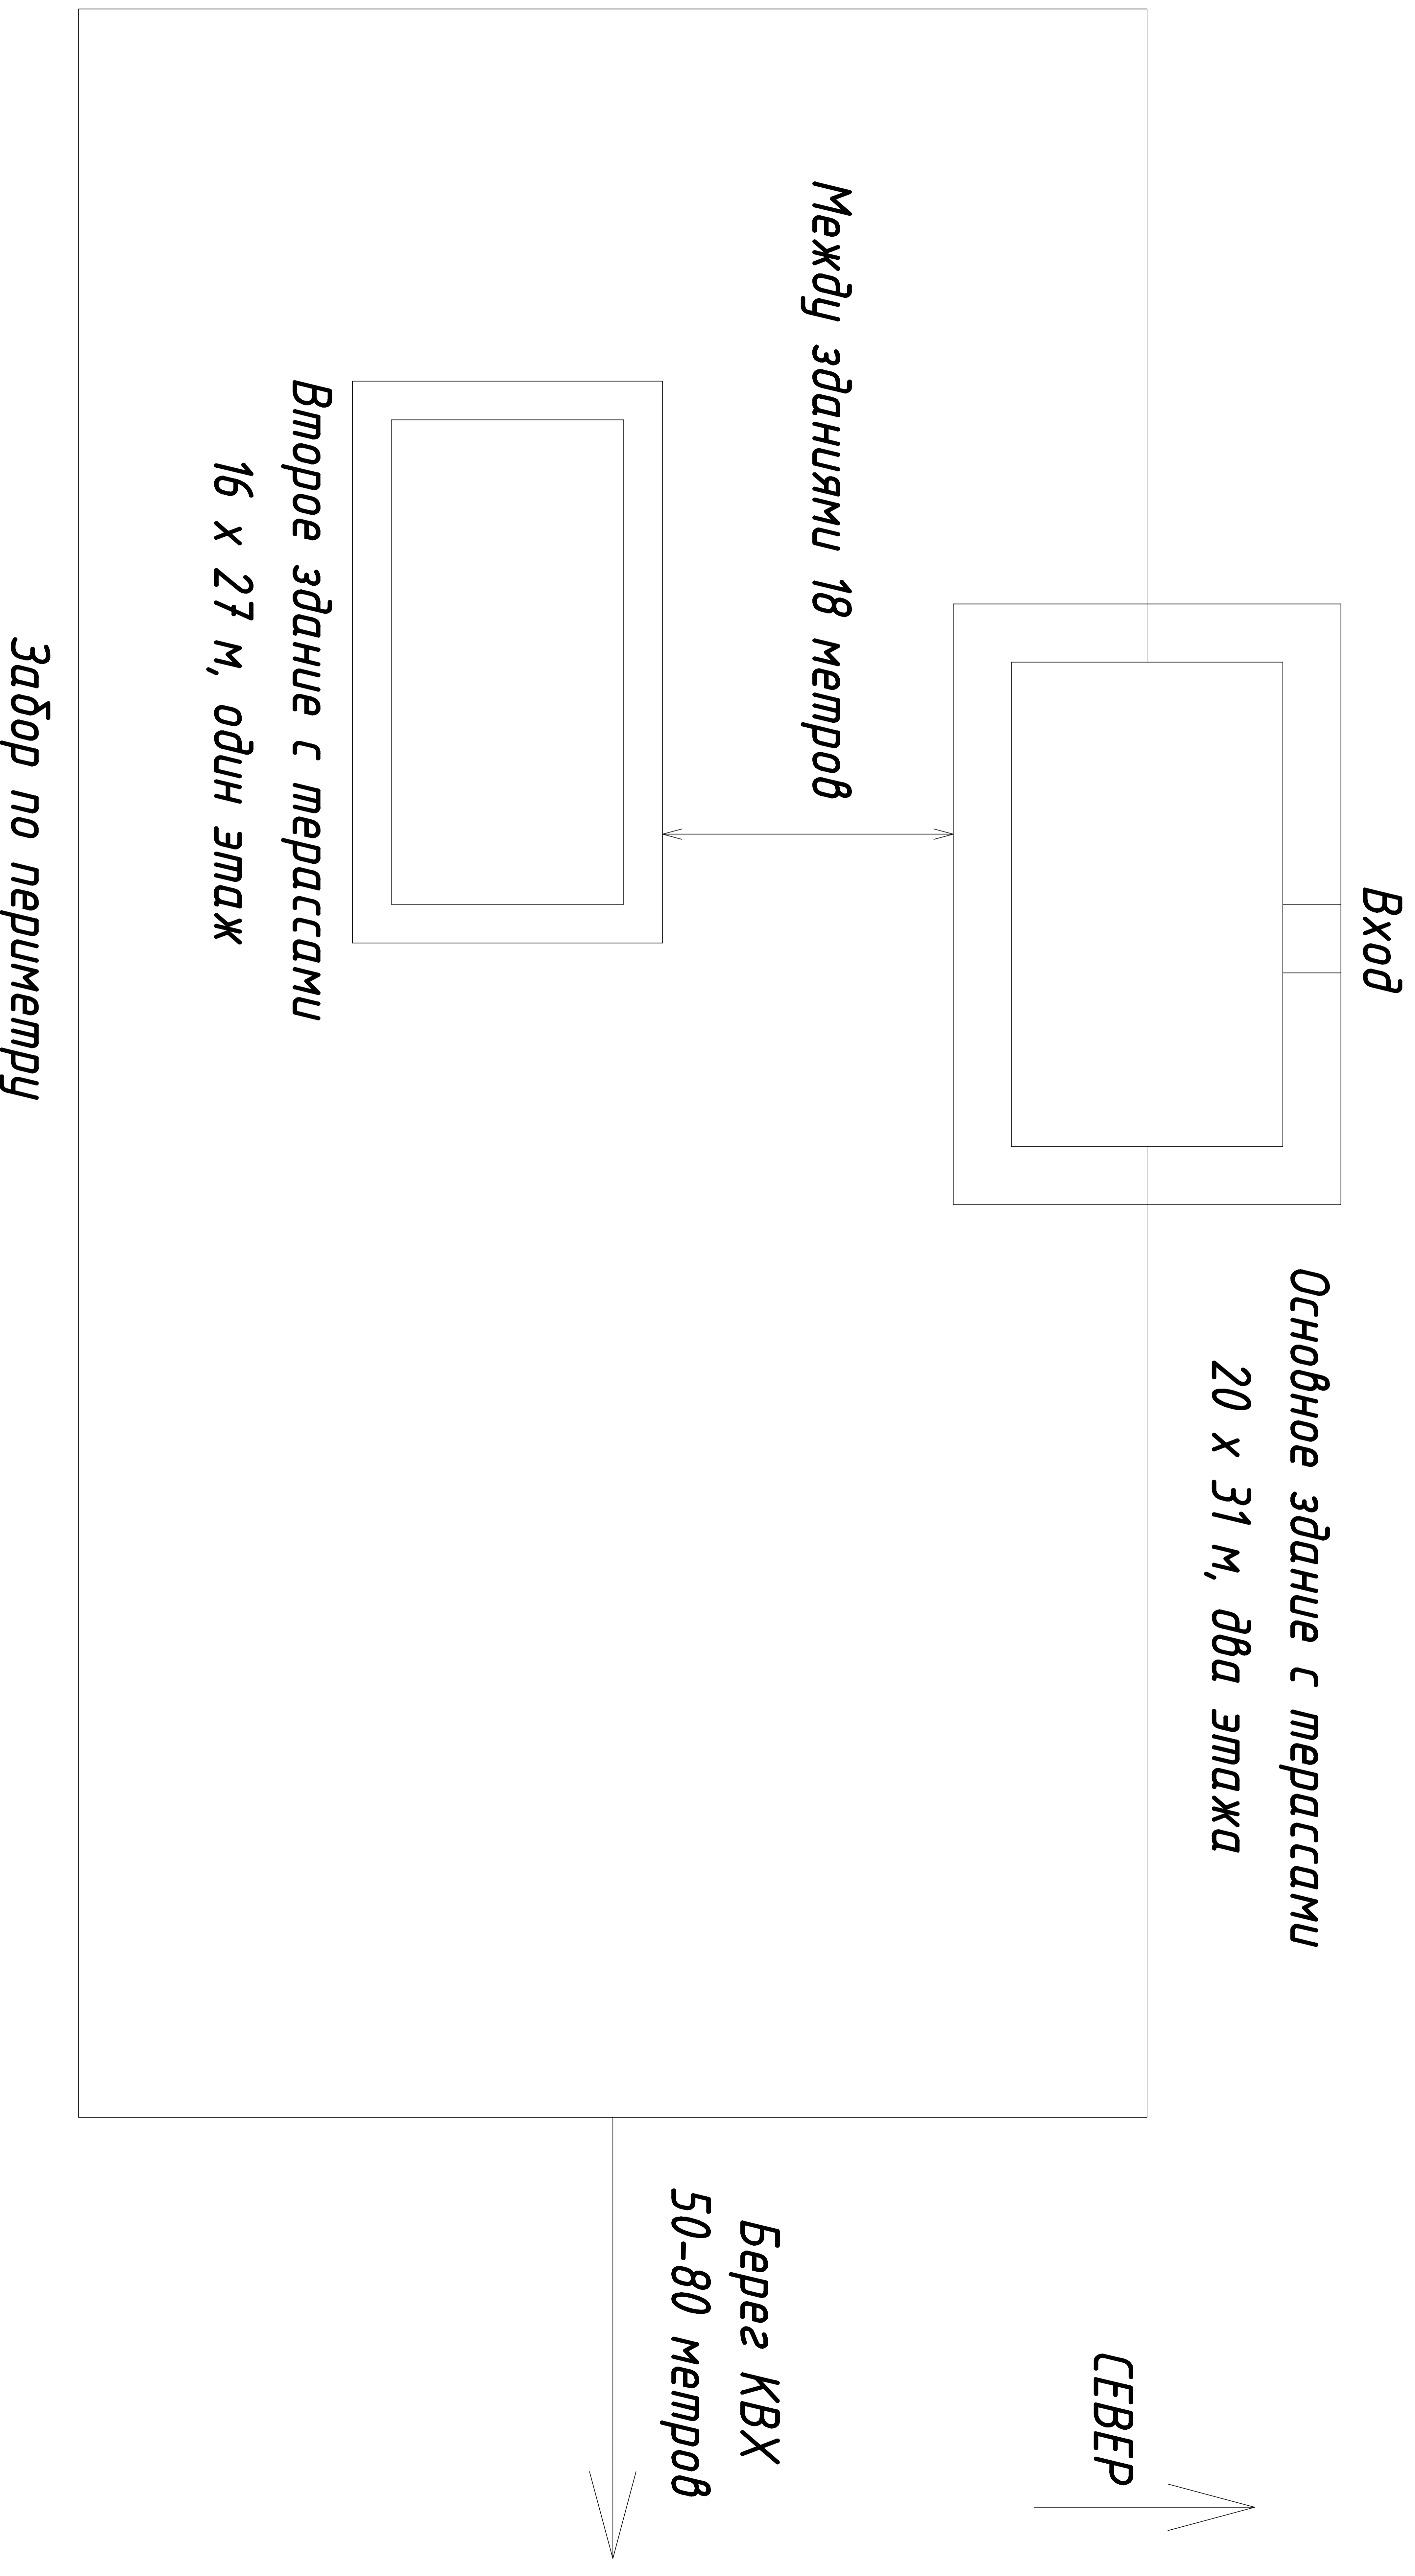 Вход
Основное здание с терассами
20 х 31 м, два этажа
СЕВЕР
Между зданиями 18 метров
Берег КВХ
50-80 метров
Второе здание с терассами
16 х 27 м, один этаж
Забор по периметру